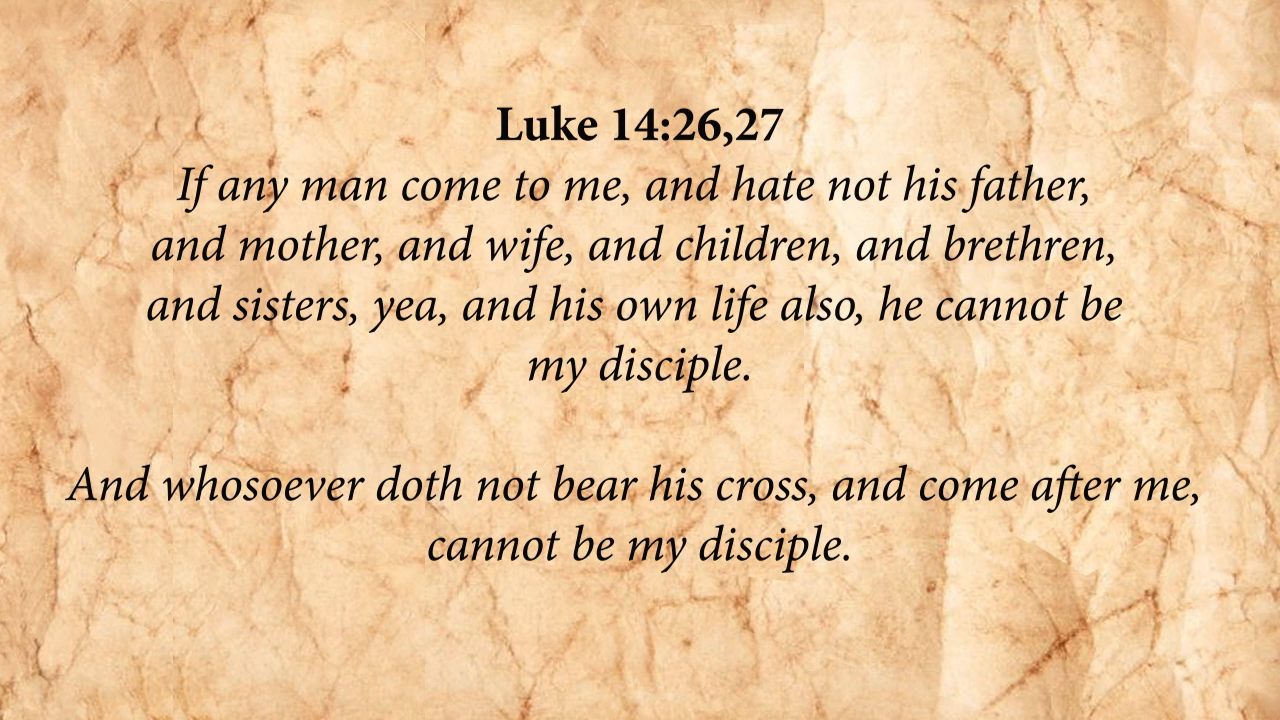 Luke 14:26,27
If any man come to me, and hate not his father,
and mother, and wife, and children, and brethren,
and sisters, yea, and his own life also, he cannot be
my disciple.
And whosoever doth not bear his cross, and come after me,
cannot be my disciple.